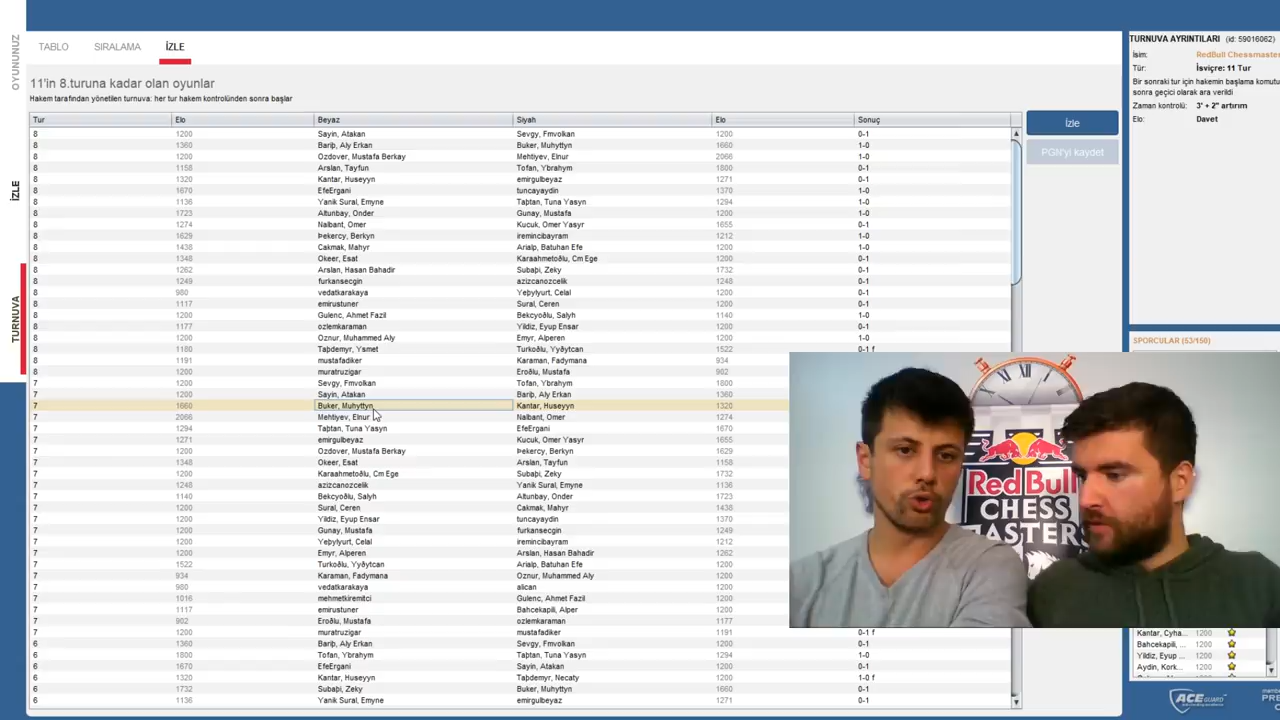 OYUNUNUZ
İZLE
TURNUVA
TABLO SIRALAMA İZLE
11'in 8.turuna kadar olan oyunlar
Hakem tarafından yönetilen turnuva: her tur hakem kontrolünden sonra başlar
Tur Elo Beyaz Siyah Elo Sonuç
8 1200 Sayin, Atakan Sevgy, Fmvolkan 1200 0-1
8 1360 Bariþ, Aly Erkan Buker, Muhyttyn 1660 1-0
8 1200 Ozdover, Mustafa Berkay Mehtiyev, Elnur 2066 1-0
8 1158 Arslan, Tayfun Tofan, Ybrahym 1800 0-1
8 1320 Kantar, Huseyyn emirgulbeyaz 1271 0-1
8 1670 EfeErgani tuncayaydin 1370 1-0
8 1136 Yanik Sural, Emyne Taþtan, Tuna Yasyn 1294 1-0
8 1723 Altunbay, Onder Gunay, Mustafa 1200 1-0
8 1274 Nalbant, Omer Kucuk, Omer Yasyr 1655 0-1
8 1629 Þekercy, Berkyn iremincibayram 1212 1-0
8 1438 Cakmak, Mahyr Arialp, Batuhan Efe 1200 1-0
8 1348 Okeer, Esat Karaahmetoðlu, Cm Ege 1200 0-1
8 1262 Arslan, Hasan Bahadir Subaþi, Zeky 1732 0-1
8 1249 furkansecgin azizcanozcelik 1248 0-1
8 980 vedatkarakaya Yeþylyurt, Celal 1200 0-1
8 1117 emirustuner Sural, Ceren 1200 0-1
8 1200 Gulenc, Ahmet Fazil Bekcyoðlu, Salyh 1140 1-0
8 1177 ozlemkaraman Yildiz, Eyup Ensar 1200 0-1
8 1200 Oznur, Muhammed Aly Emyr, Alperen 1200 1-0
8 1180 Taþdemyr, Ysmet Turkoðlu, Yyðytcan 1522 0-1 f
8 1191 mustafadiker Karaman, Fadymana 934
8 1200 muratruzigar Eroðlu, Mustafa 902
7 1200 Sevgy, Fmvolkan Tofan, Ybrahym 1800
7 1200 Sayin, Atakan Bariþ, Aly Erkan 1360
7 1660 Buker, Muhyttyn Kantar, Huseyyn 1320
7 2066 Mehtiyev, Elnur Nalbant, Omer 1274
7 1294 Taþtan, Tuna Yasyn EfeErgani 1670
7 1271 emirgulbeyaz Kucuk, Omer Yasyr 1655
7 1200 Ozdover, Mustafa Berkay Þekercy, Berkyn 1629
7 1348 Okeer, Esat Arslan, Tayfun 1158
7 1200 Karaahmetoðlu, Cm Ege Subaþi, Zeky 1732
7 1248 azizcanozcelik Yanik Sural, Emyne 1136
7 1140 Bekcyoðlu, Salyh Altunbay, Onder 1723
7 1200 Sural, Ceren Cakmak, Mahyr 1438
7 1200 Yildiz, Eyup Ensar tuncayaydin 1370
7 1200 Gunay, Mustafa furkansecgin 1249
7 1200 Yeþylyurt, Celal iremincibayram 1212
7 1200 Emyr, Alperen Arslan, Hasan Bahadir 1262
7 1522 Turkoðlu, Yyðytcan Arialp, Batuhan Efe 1200
7 934 Karaman, Fadymana Oznur, Muhammed Aly 1200
7 980 vedatkarakaya alican 1200
7 1016 mehmetkiremitci Gulenc, Ahmet Fazil 1200
7 1117 emirustuner Bahcekapili, Alper 1200
7 902 Eroðlu, Mustafa ozlemkaraman 1177
7 1200 muratruzigar mustafadiker 1191 0-1 f
6 1360 Bariþ, Aly Erkan Sevgy, Fmvolkan 1200 0-1
6 1800 Tofan, Ybrahym Taþtan, Tuna Yasyn 1294 1-0
6 1670 EfeErgani Sayin, Atakan 1200 0-1
6 1320 Kantar, Huseyyn Taþdemyr, Necaty 1200 1-0 f
6 1732 Subaþi, Zeky Buker, Muhyttyn 1660 0-1
6 1136 Yanik Sural, Emyne emirgulbeyaz 1271 0-1
İzle
PGN'yi kaydet
TURNUVA AYRINTILARI (id: 59016062)
İsim: RedBull Chessmaster
Tür: İsviçre: 11 Tur
Bir sonraki tur için hakemin başlama komutu
sonra geçici olarak ara verildi
Zaman kontrolü: 3' + 2" artırım
Elo: Davet
SPORCULAR (53/150)
Kantar, Cyha... 1200
Bahcekapili, ... 1200
Yildiz, Eyup ... 1200
Aydin, Kork... 1200
Red Bull
RedBull
CHESS
MASTERS
ACEGUARD
PRE